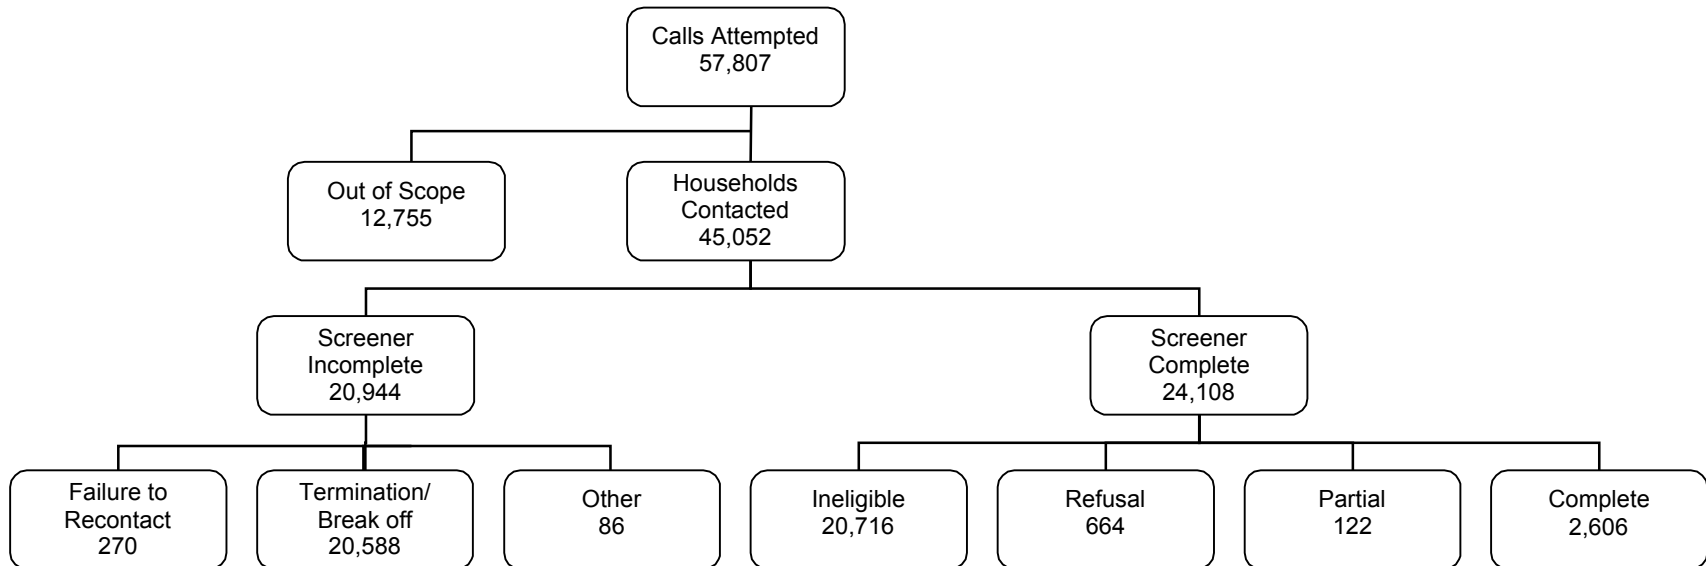 Calls Attempted
57,807
Out of Scope
12,755
Households
Contacted
45,052
Screener
Incomplete
20,944
Screener
Complete
24,108
Failure to
Recontact
270
Termination/
Break off
20,588
Other
86
Ineligible
20,716
Refusal
664
Partial
122
Complete
2,606